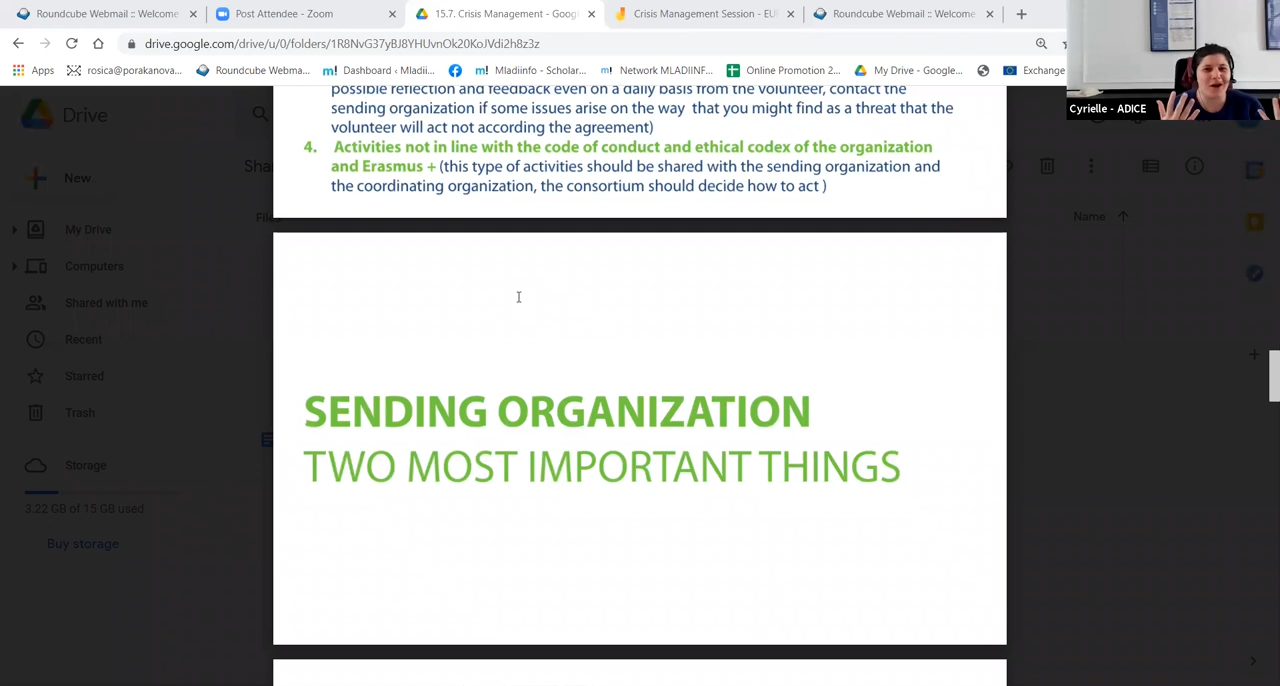 Roundcube Webmail :: Welcome
Post Attendee - Zoom
15.7. Crisis Management - Goog
Crisis Management Session - EUF
Roundcube Webmail :: Welcome
drive.google.com/drive/u/0/folders/1R8NvG37yBJ8YHUvnOk20KoJVdi2h8z3z
Apps
rosica@porakanova...
Roundcube Webma...
Dashboard ‹ Mladii...
m! Mladiinfo - Scholar...
m! Network MLADIINF...
Online Promotion 2...
My Drive - Google...
Exchange
Cyrielle - ADICE
Drive
New
My Drive
Computers
Shared with me
Recent
Starred
Trash
Storage
3.22 GB of 15 GB used
Buy storage
Shar
Files
Name
possible reflection and feedback even on a daily basis from the volunteer, contact the
sending organization if some issues arise on the way that you might find as a threat that the
volunteer will act not according the agreement)
4. Activities not in line with the code of conduct and ethical codex of the organization
and Erasmus + (this type of activities should be shared with the sending organization and
the coordinating organization, the consortium should decide how to act )
SENDING ORGANIZATION
TWO MOST IMPORTANT THINGS